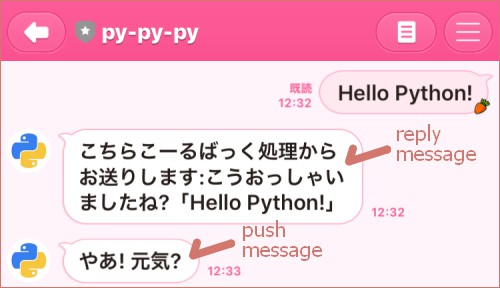 py-py-py
既読
12:32
Hello Python!
こちらこーるばっく処理から
お送りします:こうおっしゃい
ましたね?「Hello Python!」
12:32
reply
message
やあ! 元気?
12:33
push
message